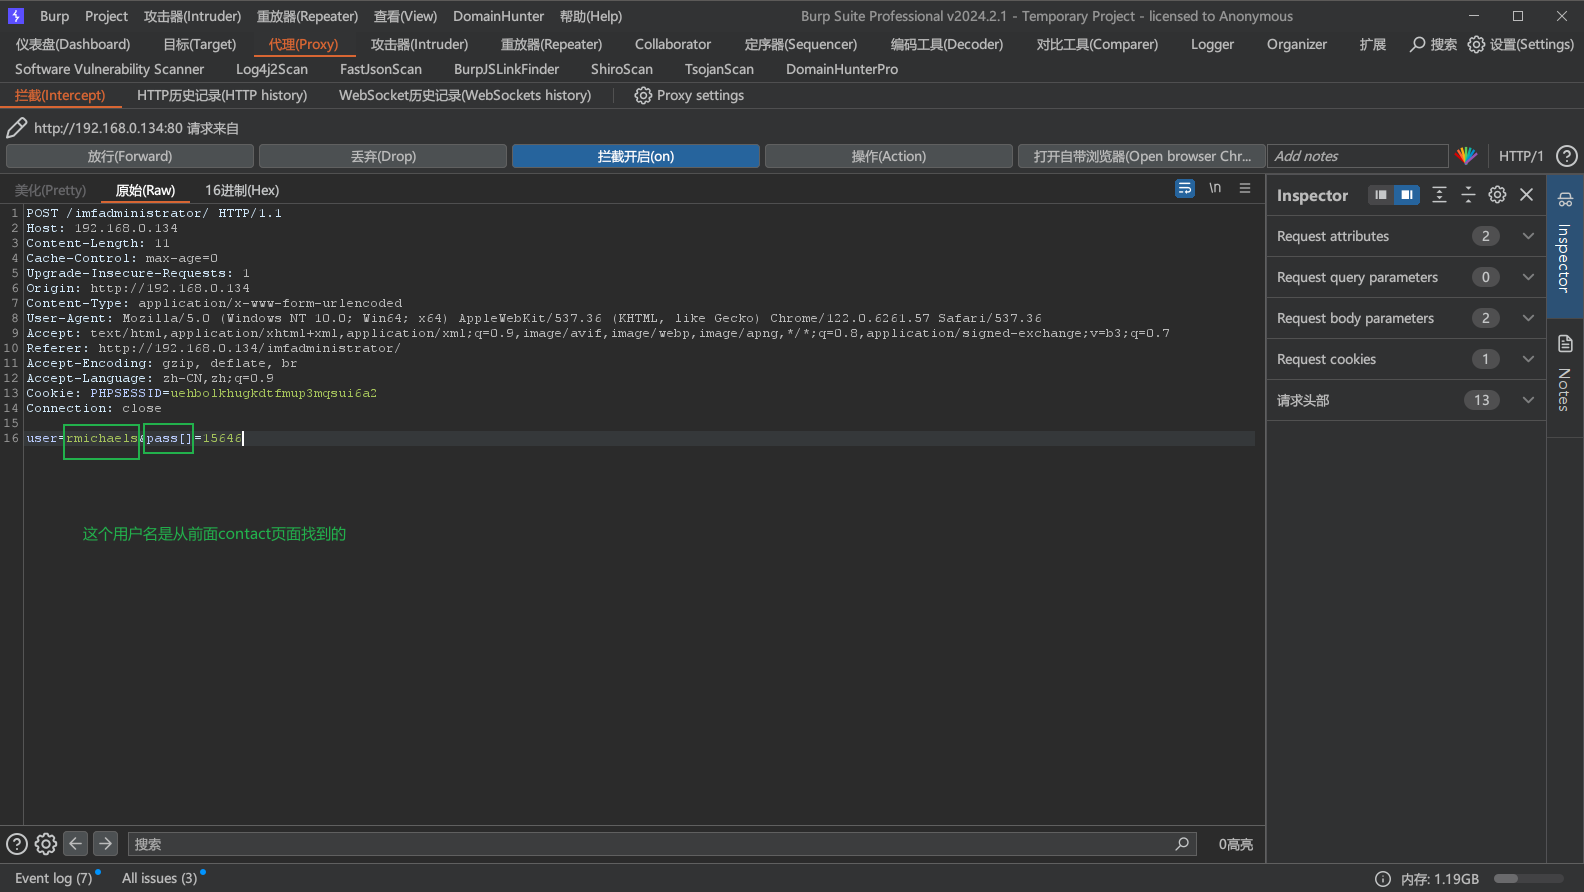 Burp Project 攻击器(Intruder) 重放器(Repeater) 查看(View) DomainHunter 帮助(Help) Burp Suite Professional v2024.2.1 - Temporary Project - licensed to Anonymous
仪表盘(Dashboard) 目标(Target) 代理(Proxy) 攻击器(Intruder) 重放器(Repeater) Collaborator 定序器(Sequencer) 编码工具(Decoder) 对比工具(Comparer) Logger Organizer 扩展 搜索 设置(Settings)
Software Vulnerability Scanner Log4j2Scan FastJsonScan BurpJSLinkFinder ShiroScan TsojanScan DomainHunterPro
拦截(Intercept) HTTP历史记录(HTTP history) WebSocket历史记录(WebSockets history) Proxy settings
http://192.168.0.134:80 请求来自
放行(Forward) 丢弃(Drop) 拦截开启(on) 操作(Action) 打开自带浏览器(Open browser Chr... Add notes HTTP/1
美化(Pretty) 原始(Raw) 16进制(Hex) \n
1 POST /imfadministrator/ HTTP/1.1
2 Host: 192.168.0.134
3 Content-Length: 11
4 Cache-Control: max-age=0
5 Upgrade-Insecure-Requests: 1
6 Origin: http://192.168.0.134
7 Content-Type: application/x-www-form-urlencoded
8 User-Agent: Mozilla/5.0 (Windows NT 10.0; Win64; x64) AppleWebKit/537.36 (KHTML, like Gecko) Chrome/122.0.6261.57 Safari/537.36
9 Accept: text/html,application/xhtml+xml,application/xml;q=0.9,image/avif,image/webp,image/apng,*/*;q=0.8,application/signed-exchange;v=b3;q=0.7
10 Referer: http://192.168.0.134/imfadministrator/
11 Accept-Encoding: gzip, deflate, br
12 Accept-Language: zh-CN,zh;q=0.9
13 Cookie: PHPSESSID=uehbolkhugkdtfmup3mqsui6a2
14 Connection: close
15
16 user=rmichaels&pass[]=15646
这个用户名是从前面contact页面找到的
Inspector
Request attributes 2
Request query parameters 0
Request body parameters 2
Request cookies 1
请求头部 13
Inspector
Notes
搜索 0高亮
Event log (7) All issues (3) 内存: 1.19GB